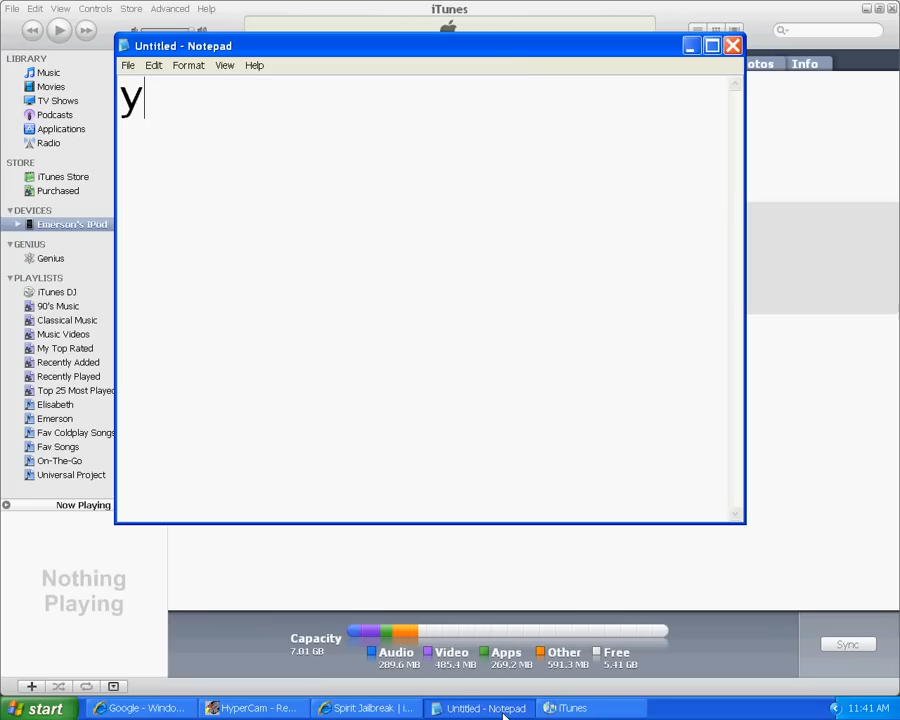 File Edit View Controls Store Advanced Help
iTunes
Untitled - Notepad
File Edit Format View Help
y
otos Info
LIBRARY
Music
Movies
TV Shows
Podcasts
Applications
Radio
STORE
iTunes Store
Purchased
DEVICES
Emerson's iPod
GENIUS
Genius
PLAYLISTS
iTunes DJ
90's Music
Classical Music
Music Videos
My Top Rated
Recently Added
Recently Played
Top 25 Most Played
Elisabeth
Emerson
Fav Coldplay Songs
Fav Songs
On-The-Go
Universal Project
Now Playing
Nothing
Playing
Capacity
7.01 GB
Audio
289.6 MB
Video
485.4 MB
Apps
269.2 MB
Other
591.3 MB
Free
5.41 GB
Sync
start
Google - Windo...
HyperCam - Re...
Spirit Jailbreak | i...
Untitled - Notepad
iTunes
11:41 AM